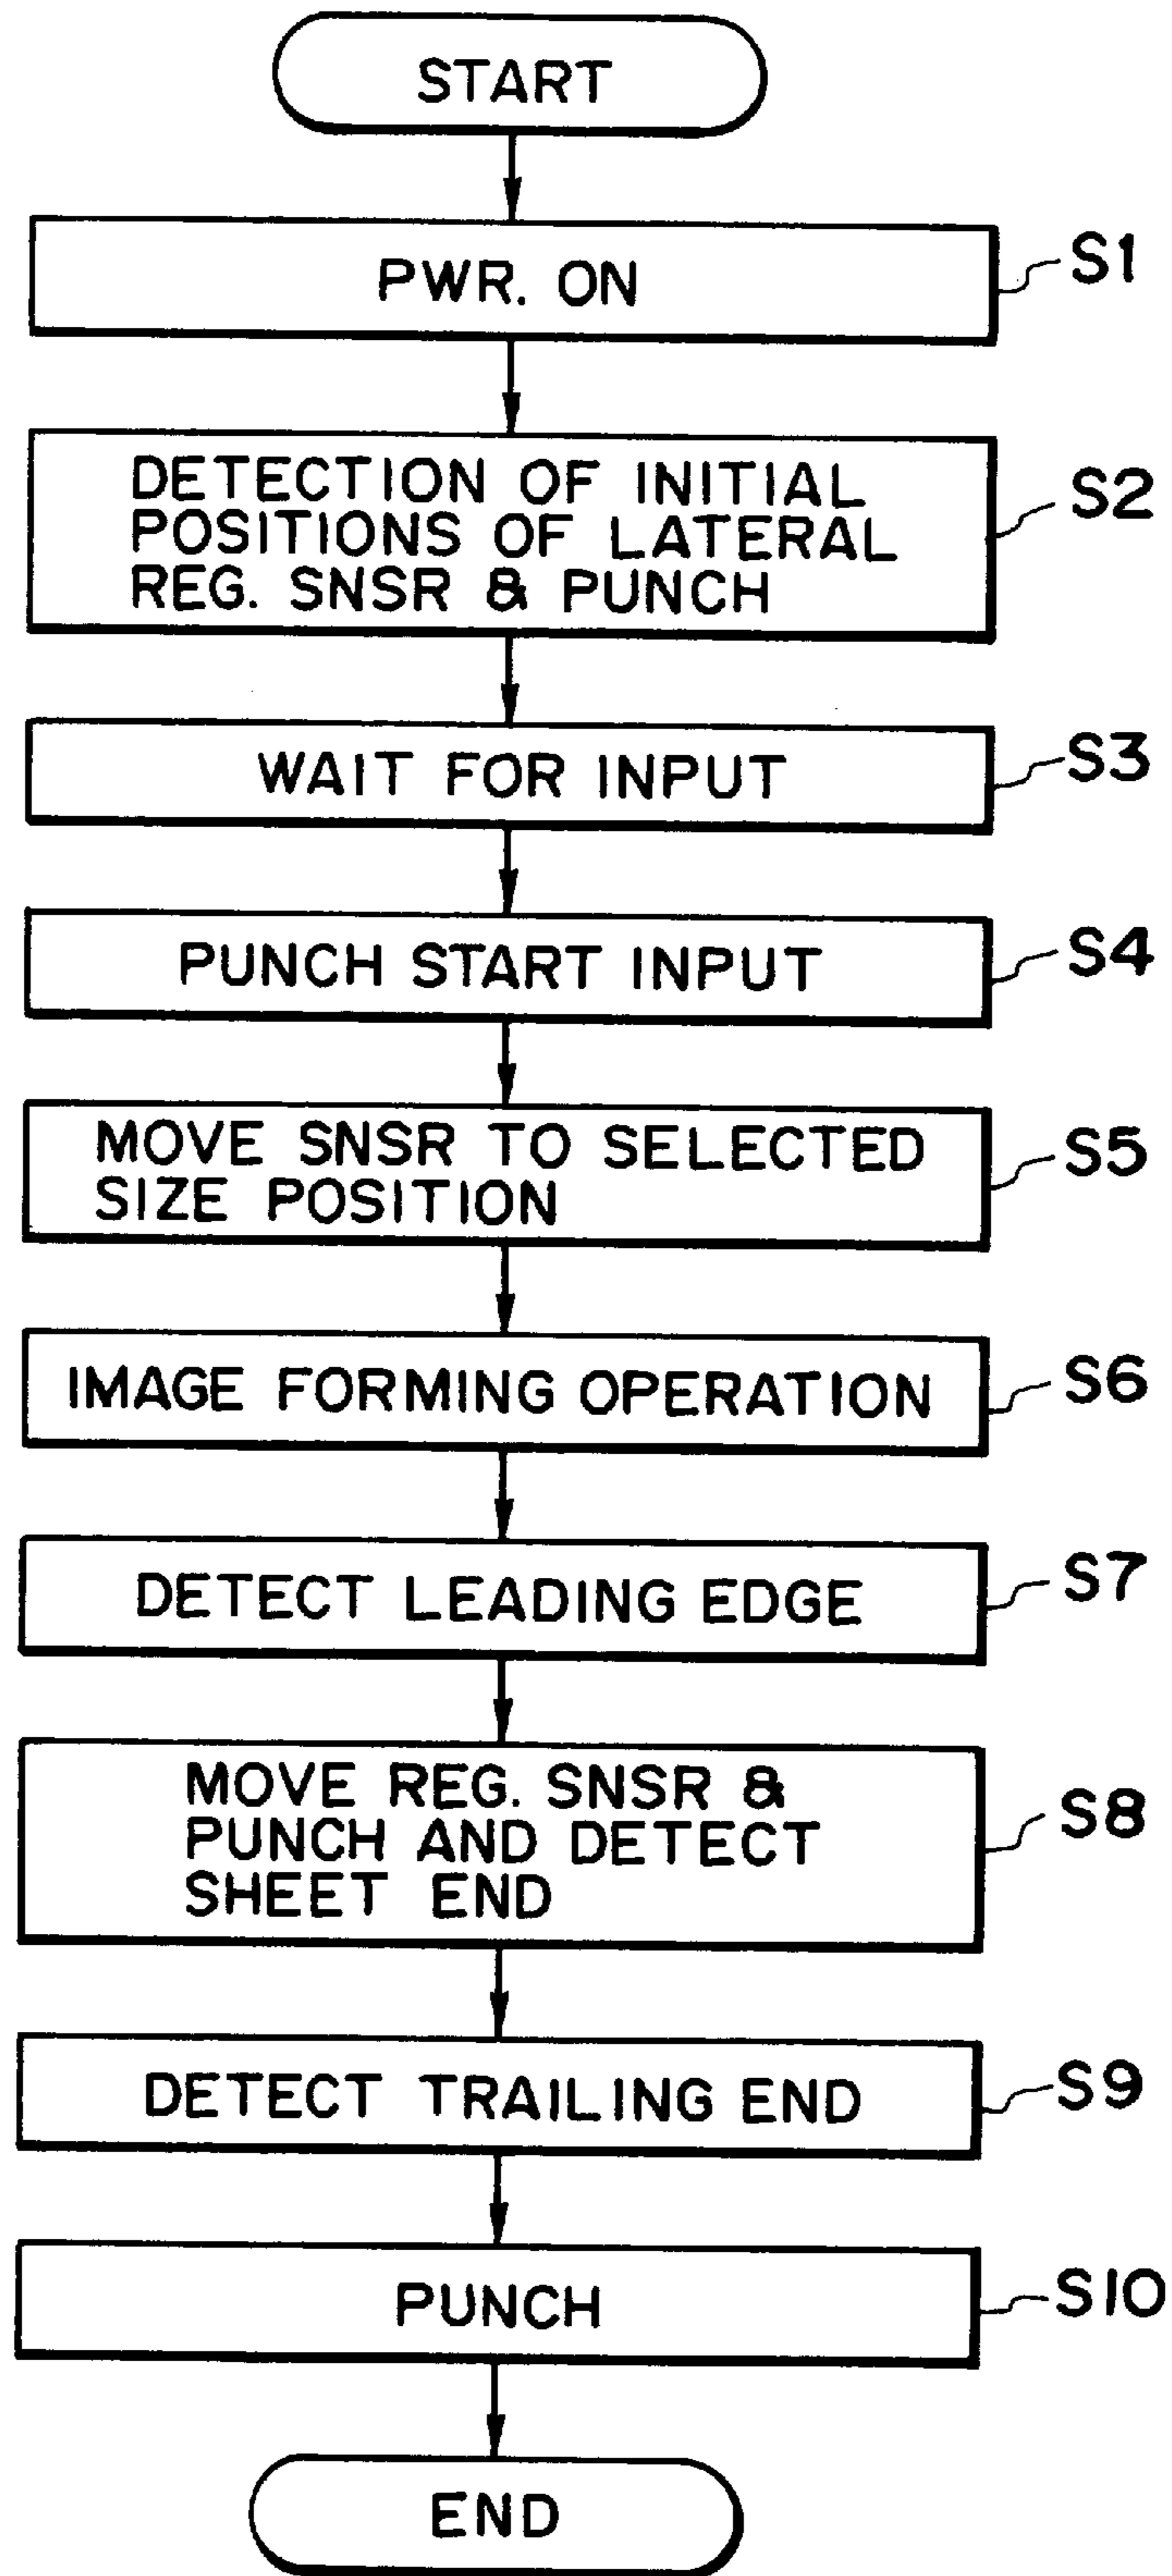 START
PWR. ON
S1
DETECTION OF INITIAL
POSITIONS OF LATERAL
REG. SNSR & PUNCH
S2
WAIT FOR INPUT
S3
PUNCH START INPUT
S4
MOVE SNSR TO SELECTED
SIZE POSITION
S5
IMAGE FORMING OPERATION
S6
DETECT LEADING EDGE
S7
MOVE REG. SNSR &
PUNCH AND DETECT
SHEET END
S8
DETECT TRAILING END
S9
PUNCH
S10
END